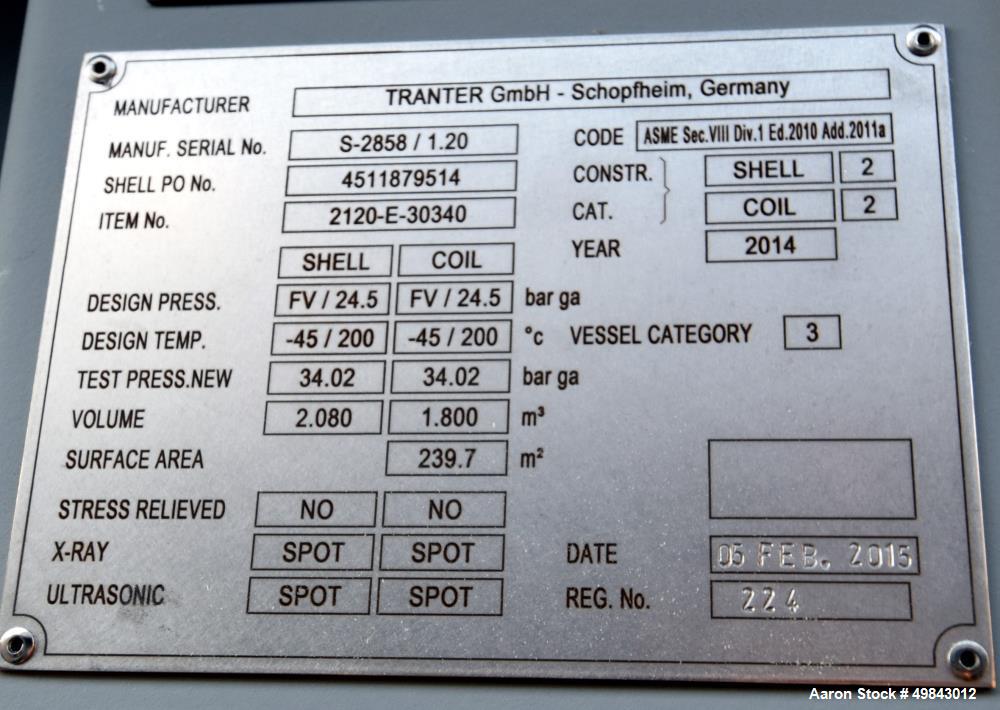 MANUFACTURER TRANTER GmbH - Schopfheim, Germany
MANUF. SERIAL No. S-2858 / 1.20 CODE ASME Sec.VIII Div.1 Ed.2010 Add.2011a
SHELL PO No. 4511879514 CONSTR. SHELL 2
ITEM No. 2120-E-30340 CAT. COIL 2
YEAR 2014
SHELL COIL
DESIGN PRESS. FV / 24.5 FV / 24.5 bar ga
DESIGN TEMP. -45 / 200 -45 / 200 °c VESSEL CATEGORY 3
TEST PRESS.NEW 34.02 34.02 bar ga
VOLUME 2.080 1.800 m³
SURFACE AREA 239.7 m²
STRESS RELIEVED NO NO
X-RAY SPOT SPOT DATE 05 FEB. 2015
ULTRASONIC SPOT SPOT REG. No. 224
Aaron Stock # 49843012